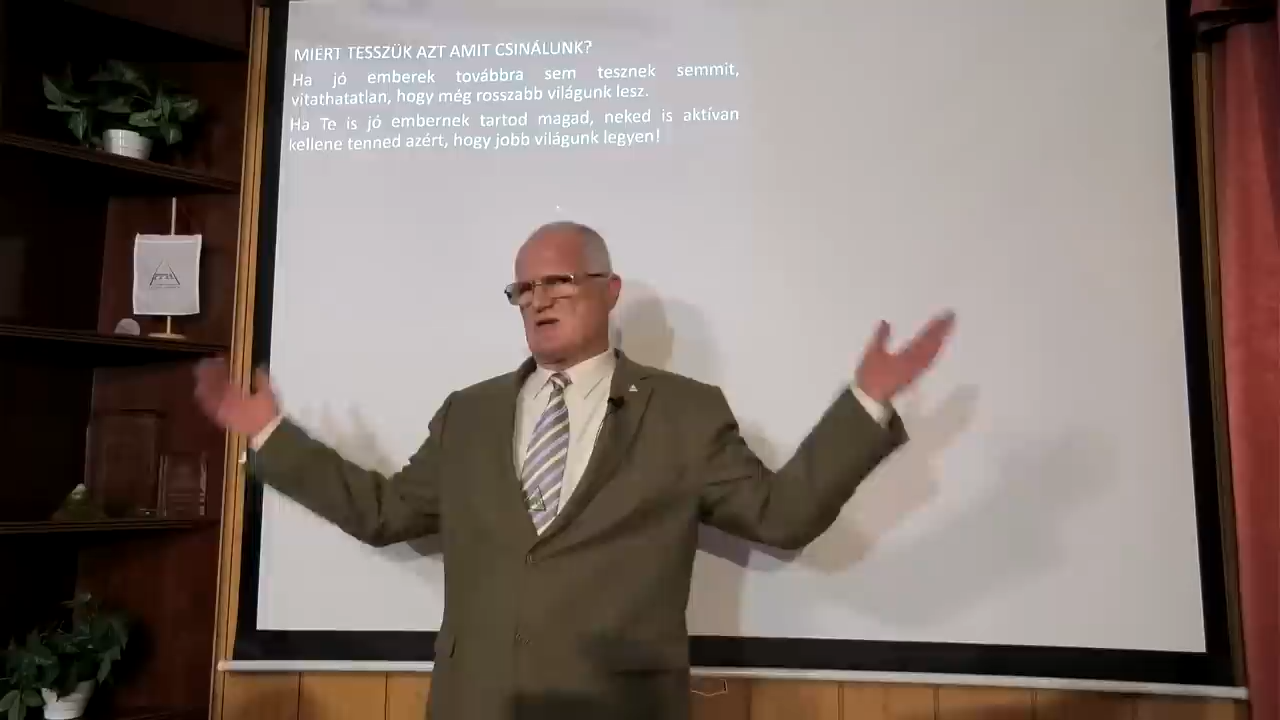 MIÉRT TESSZÜK AZT AMIT CSINÁLUNK?
Ha jó emberek továbbra sem tesznek semmit,
vitathatatlan, hogy még rosszabb világunk lesz.
Ha Te is jó embernek tartod magad, neked is aktívan
kellene tenned azért, hogy jobb világunk legyen!